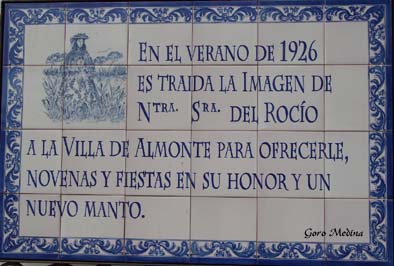 EN EL VERANO DE 1926
ES TRAIDA LA IMAGEN DE
NTRA. SRA. DEL ROCÍO
A LA VILLA DE ALMONTE PARA OFRECERLE,
NOVENAS Y FIESTAS EN SU HONOR Y UN
NUEVO MANTO.
Goro Medina